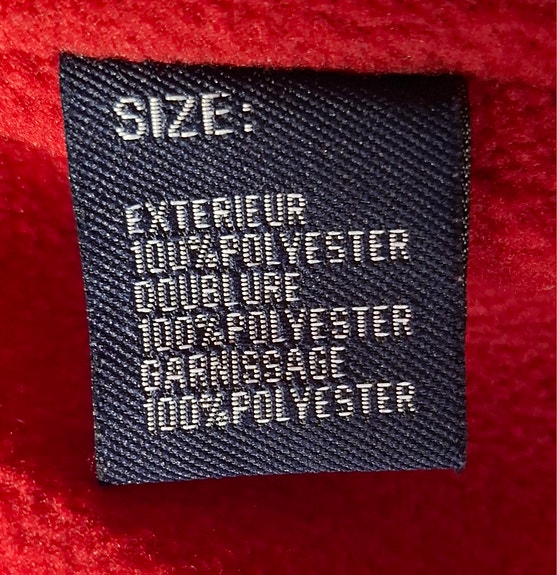 SIZE:
EXTERIEUR
100%POLYESTER
DOUBLURE
100%POLYESTER
GARNISSAGE
100%POLYESTER